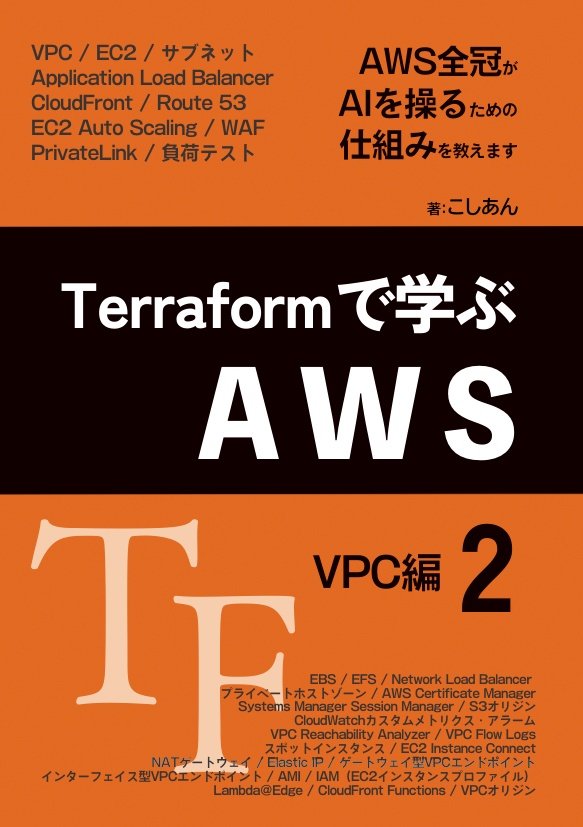 VPC / EC2 / サブネット
Application Load Balancer
CloudFront / Route 53
EC2 Auto Scaling / WAF
PrivateLink / 負荷テスト
AWS全冠が
AIを操るための
仕組みを教えます
著:こしあん
Terraformで学ぶ
AWS
TF
VPC編 2
EBS / EFS / Network Load Balancer
プライベートホストゾーン / AWS Certificate Manager
Systems Manager Session Manager / S3オリジン
CloudWatchカスタムメトリクス・アラーム
VPC Reachability Analyzer / VPC Flow Logs
スポットインスタンス / EC2 Instance Connect
NATゲートウェイ / Elastic IP / ゲートウェイ型VPCエンドポイント
インターフェイス型VPCエンドポイント / AMI / IAM（EC2インスタンスプロファイル）
Lambda@Edge / CloudFront Functions / VPCオリジン